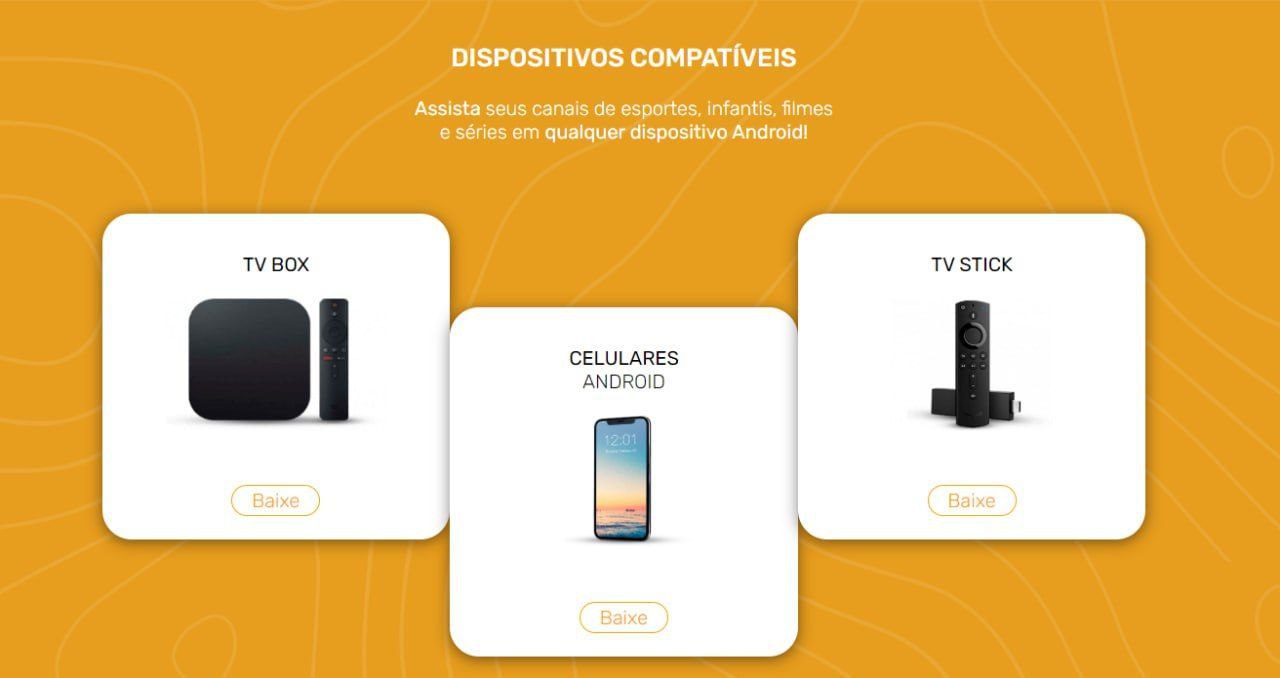 DISPOSITIVOS COMPATÍVEIS
Assista seus canais de esportes, infantis, filmes
e séries em qualquer dispositivo Android!
TV BOX
Baixe
CELULARES
ANDROID
12:01
Baixe
TV STICK
Baixe